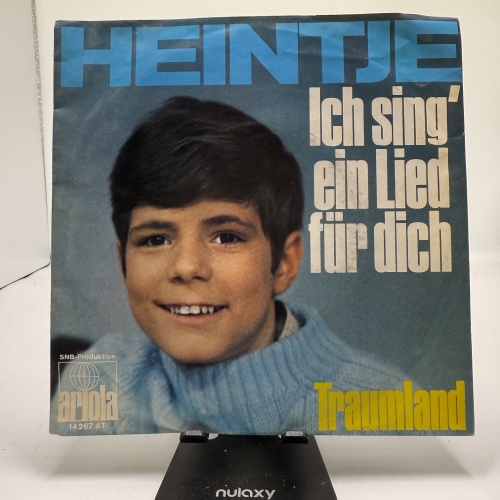 HEINTJE
Ich sing'
ein Lied
für dich
SNB-Produktion
ariola
14 267 AT
Traumland
nulaxy